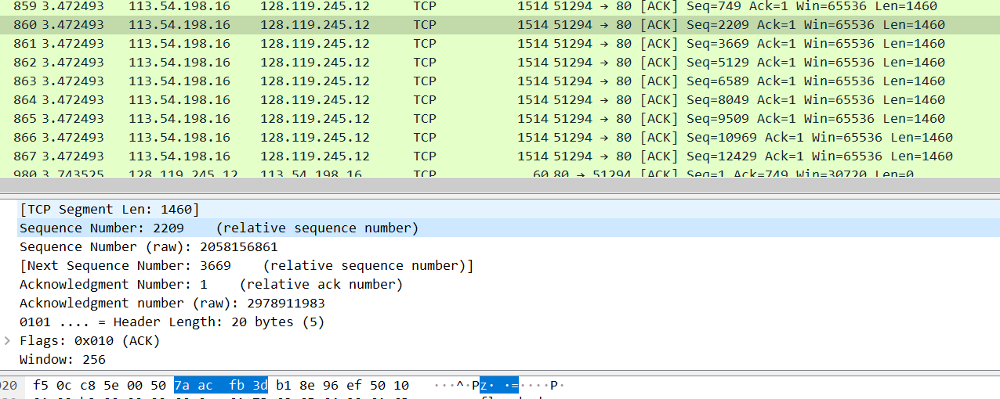 859 3.472493 113.54.198.16 128.119.245.12 TCP 1514 51294 → 80 [ACK] Seq=749 Ack=1 Win=65536 Len=1460
860 3.472493 113.54.198.16 128.119.245.12 TCP 1514 51294 → 80 [ACK] Seq=2209 Ack=1 Win=65536 Len=1460
861 3.472493 113.54.198.16 128.119.245.12 TCP 1514 51294 → 80 [ACK] Seq=3669 Ack=1 Win=65536 Len=1460
862 3.472493 113.54.198.16 128.119.245.12 TCP 1514 51294 → 80 [ACK] Seq=5129 Ack=1 Win=65536 Len=1460
863 3.472493 113.54.198.16 128.119.245.12 TCP 1514 51294 → 80 [ACK] Seq=6589 Ack=1 Win=65536 Len=1460
864 3.472493 113.54.198.16 128.119.245.12 TCP 1514 51294 → 80 [ACK] Seq=8049 Ack=1 Win=65536 Len=1460
865 3.472493 113.54.198.16 128.119.245.12 TCP 1514 51294 → 80 [ACK] Seq=9509 Ack=1 Win=65536 Len=1460
866 3.472493 113.54.198.16 128.119.245.12 TCP 1514 51294 → 80 [ACK] Seq=10969 Ack=1 Win=65536 Len=1460
867 3.472493 113.54.198.16 128.119.245.12 TCP 1514 51294 → 80 [ACK] Seq=12429 Ack=1 Win=65536 Len=1460
980 3.743525 128.119.245.12 113.54.198.16 TCP 60 80 → 51294 [ACK] Seq=1 Ack=749 Win=30720 Len=0
[TCP Segment Len: 1460]
Sequence Number: 2209 (relative sequence number)
Sequence Number (raw): 2058156861
[Next Sequence Number: 3669 (relative sequence number)]
Acknowledgment Number: 1 (relative ack number)
Acknowledgment number (raw): 2978911983
0101 .... = Header Length: 20 bytes (5)
Flags: 0x010 (ACK)
Window: 256
020 f5 0c c8 5e 00 50 7a ac fb 3d b1 8e 96 ef 50 10 ···^·Pz··=····P·